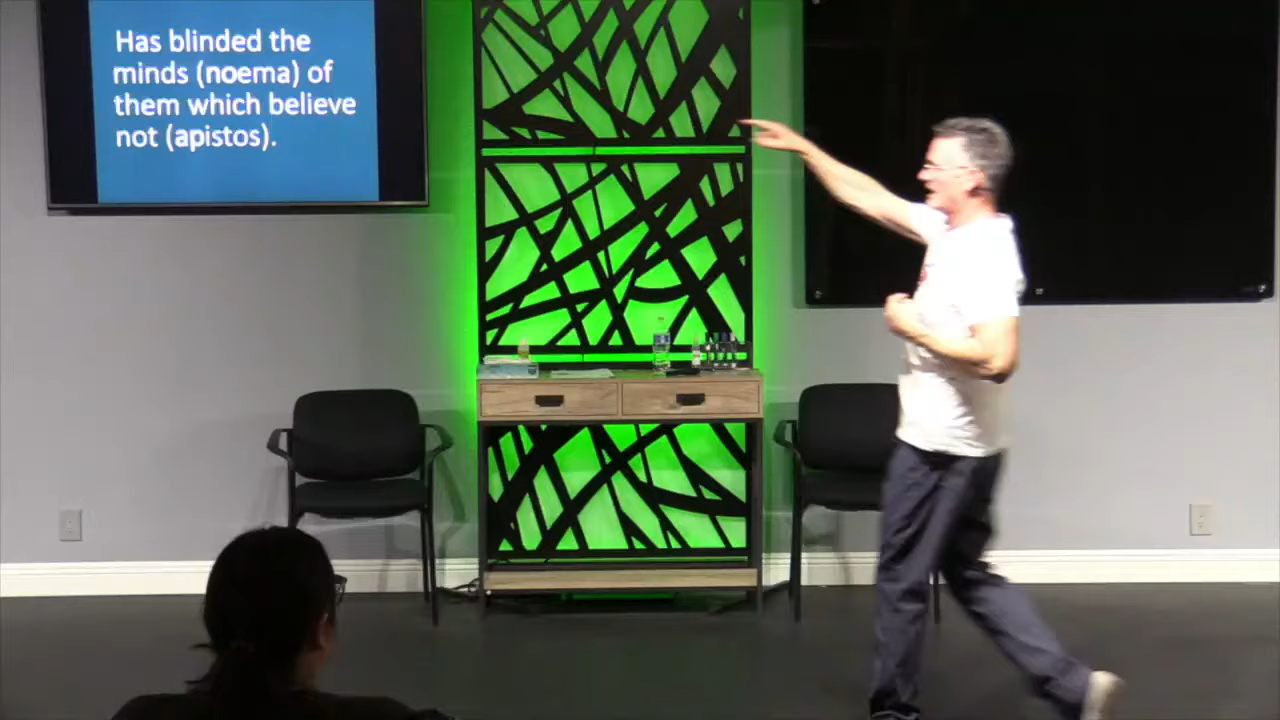 Has blinded the
minds (noema) of
them which believe
not (apistos).